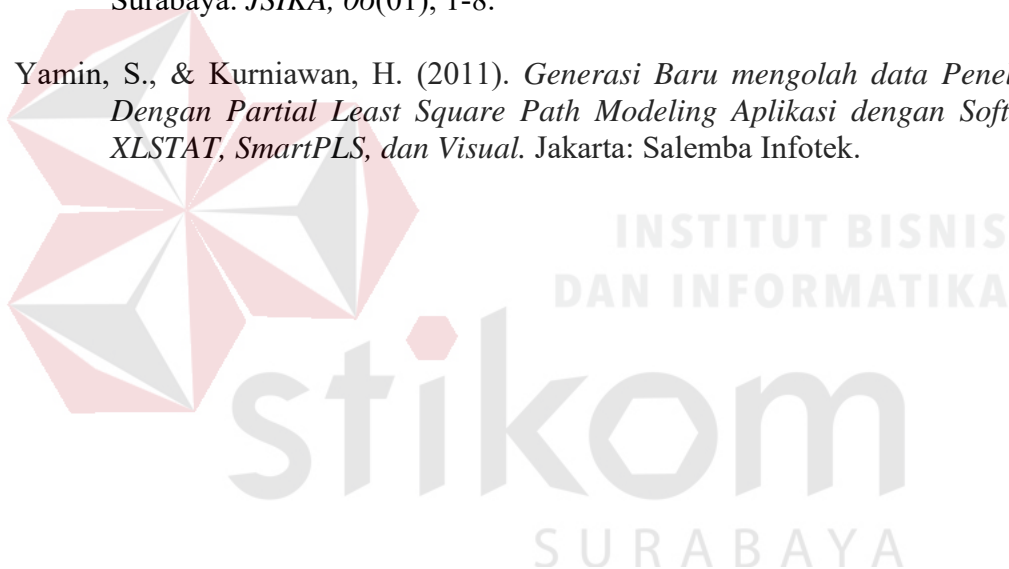 Surabaya. JSIKA, 06(01), 1-8.
Yamin, S., & Kurniawan, H. (2011). Generasi Baru mengolah data Penel
Dengan Partial Least Square Path Modeling Aplikasi dengan Soft
XLSTAT, SmartPLS, dan Visual. Jakarta: Salemba Infotek.
INSTITUT BISNIS
DAN INFORMATIKA
stikom
SURABAYA